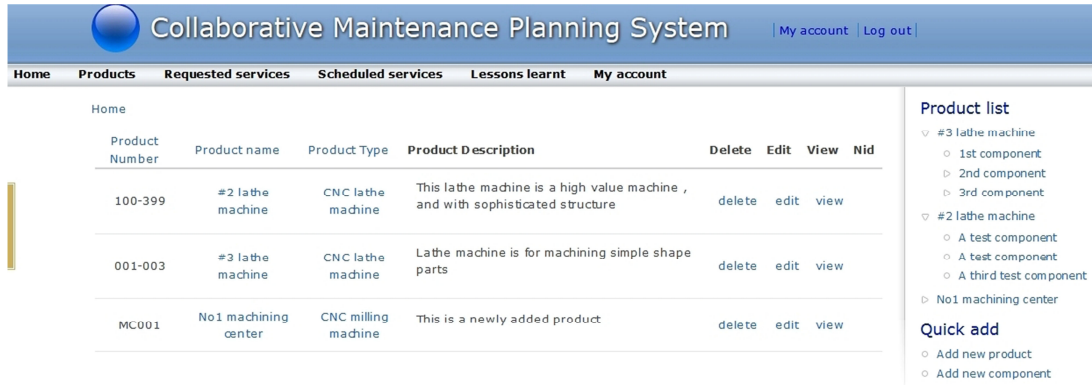 Collaborative Maintenance Planning System
My account
Log out
Home Products Requested services Scheduled services Lessons learnt My account
Home
Product Number Product name Product Type Product Description Delete Edit View Nid
100-399 #2 lathe machine CNC lathe machine This lathe machine is a high value machine , and with sophisticated structure delete edit view
001-003 #3 lathe machine CNC lathe machine Lathe machine is for machining simple shape parts delete edit view
MC001 No1 machining center CNC milling machine This is a newly added product delete edit view
Product list
#3 lathe machine
1st component
2nd component
3rd component
#2 lathe machine
A test component
A test component
A third test component
No1 machining center
Quick add
Add new product
Add new component